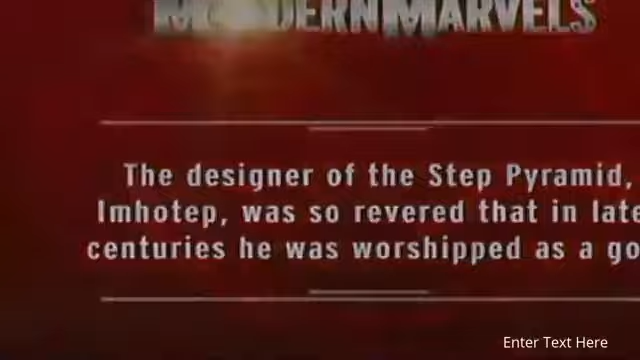 MODERN MARVELS
The designer of the Step Pyramid,
Imhotep, was so revered that in late
centuries he was worshipped as a go
Enter Text Here